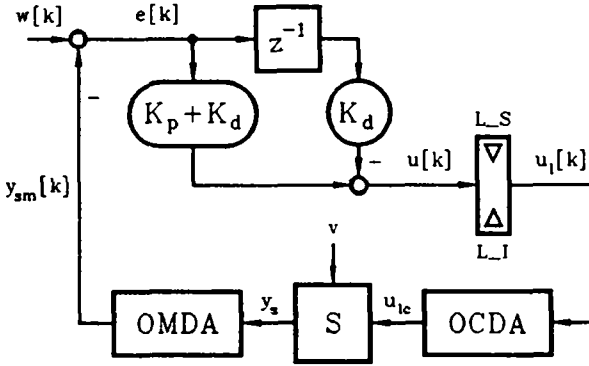 w[k]
e[k]
z⁻¹
−
K_p + K_d
K_d
L_S
−
u[k]
u_l[k]
y_sm[k]
L_I
v
y_s
u_lc
OMDA
S
OCDA